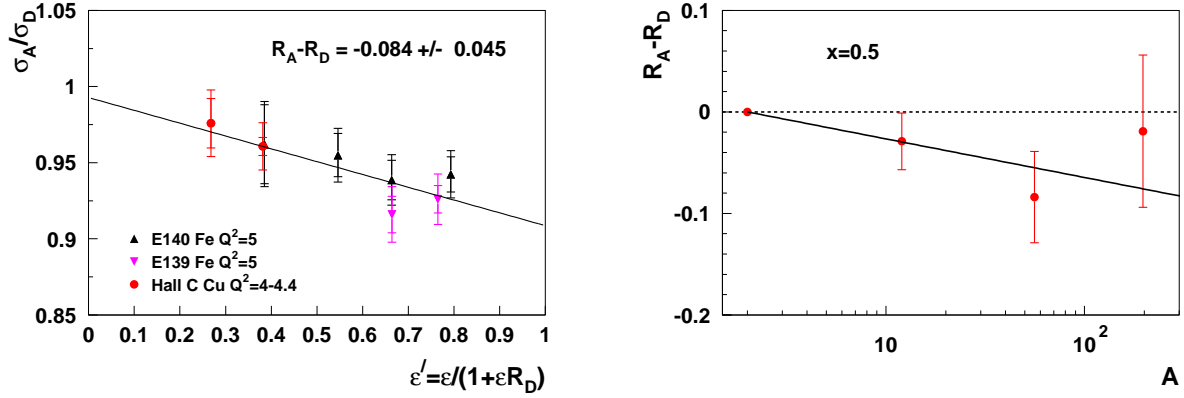 σ_A/σ_D
1.05
1
0.95
0.9
0.85
R_A-R_D = -0.084 +/- 0.045
E140 Fe Q²=5
E139 Fe Q²=5
Hall C Cu Q²=4-4.4
0 0.1 0.2 0.3 0.4 0.5 0.6 0.7 0.8 0.9 1
ε′=ε/(1+εR_D)
R_A-R_D
0.1
0
-0.1
-0.2
x=0.5
10 10²
A